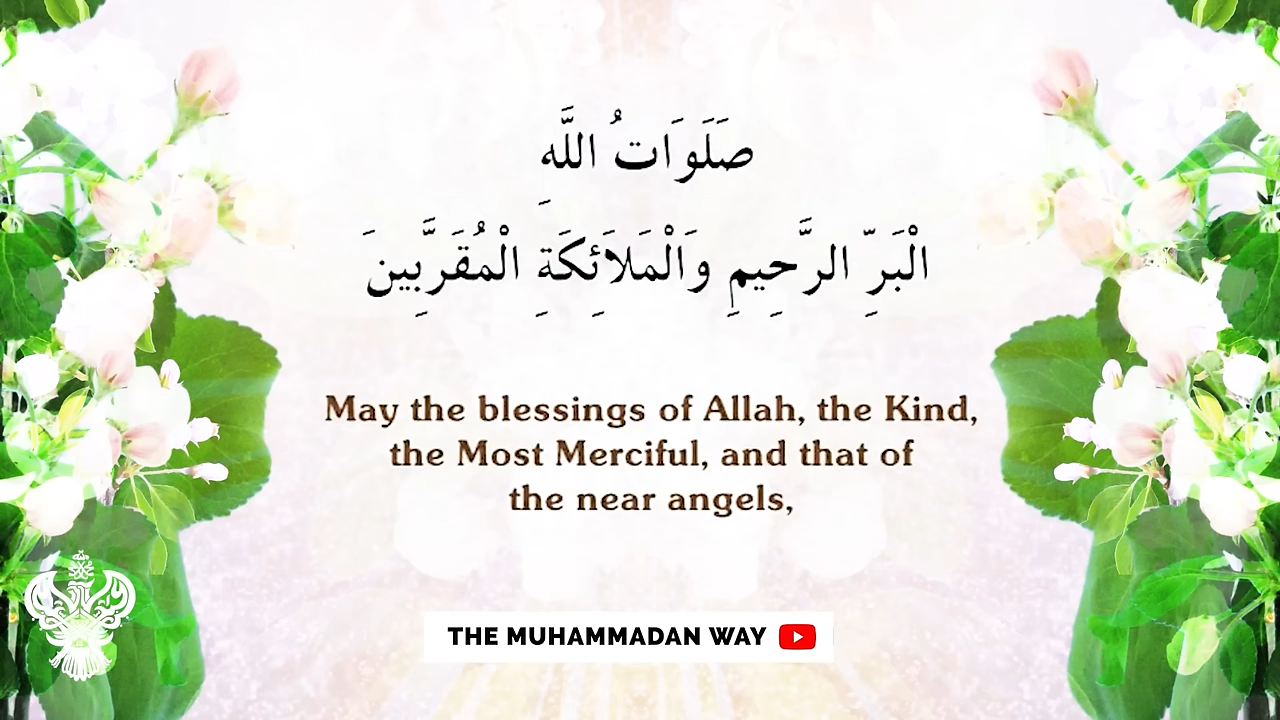 صَلَوَاتُ اللَّهِ
الْبَرِّ الرَّحِيمِ وَالْمَلَائِكَةِ الْمُقَرَّبِينَ
May the blessings of Allah, the Kind,
the Most Merciful, and that of
the near angels,
THE MUHAMMADAN WAY